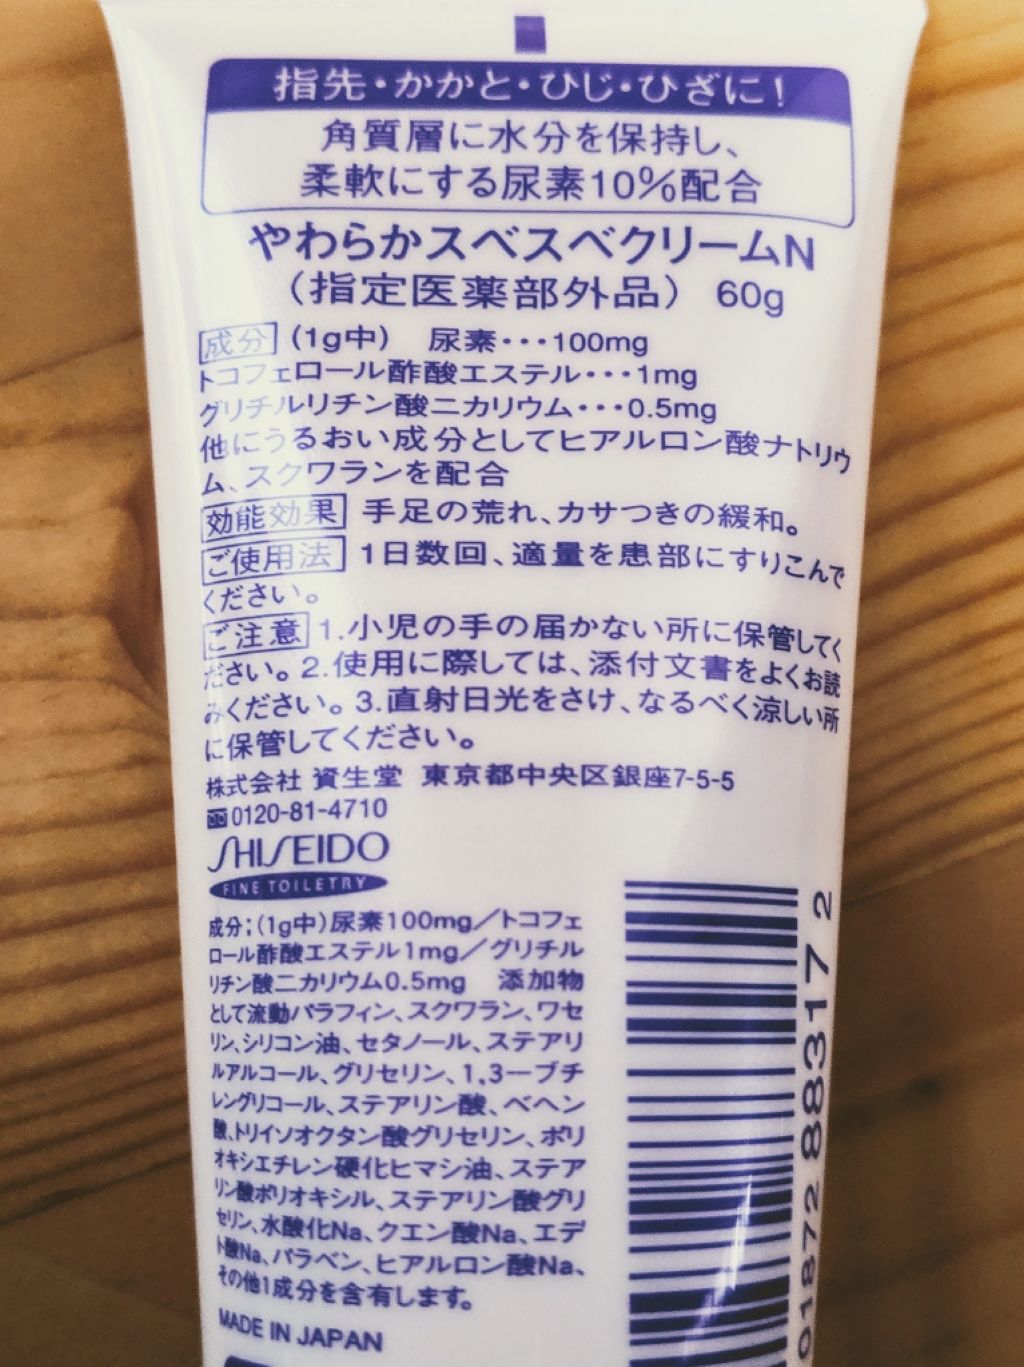 指先・かかと・ひじ・ひざに!
角質層に水分を保持し、
柔軟にする尿素10%配合
やわらかスベスベクリームN
(指定医薬部外品) 60g
成分 (1g中) 尿素・・・100mg
トコフェロール酢酸エステル・・・1mg
グリチルリチン酸ニカリウム・・・0.5mg
他にうるおい成分としてヒアルロン酸ナトリウ
ム、スクワランを配合
効能効果 手足の荒れ、カサつきの緩和。
ご使用法 1日数回、適量を患部にすりこんで
ください。
ご注意 1.小児の手の届かない所に保管してく
ださい。2.使用に際しては、添付文書をよくお読
みください。3.直射日光をさけ、なるべく涼しい所
に保管してください。
株式会社 資生堂 東京都中央区銀座7-5-5
0120-81-4710
SHISEIDO
FINE TOILETRY
成分;(1g中)尿素100mg/トコフェ
ロール酢酸エステル1mg/グリチル
リチン酸ニカリウム0.5mg 添加物
として流動パラフィン、スクワラン、ワセ
リン、シリコン油、セタノール、ステアリ
ルアルコール、グリセリン、1,3-ブチ
レングリコール、ステアリン酸、ベヘン
酸、トリイソオクタン酸グリセリン、ポリ
オキシエチレン硬化ヒマシ油、ステア
リン酸ポリオキシル、ステアリン酸グリ
セリン、水酸化Na、クエン酸Na、エデ
ト酸Na、パラベン、ヒアルロン酸Na、
その他1成分を含有します。
MADE IN JAPAN
01872 883172